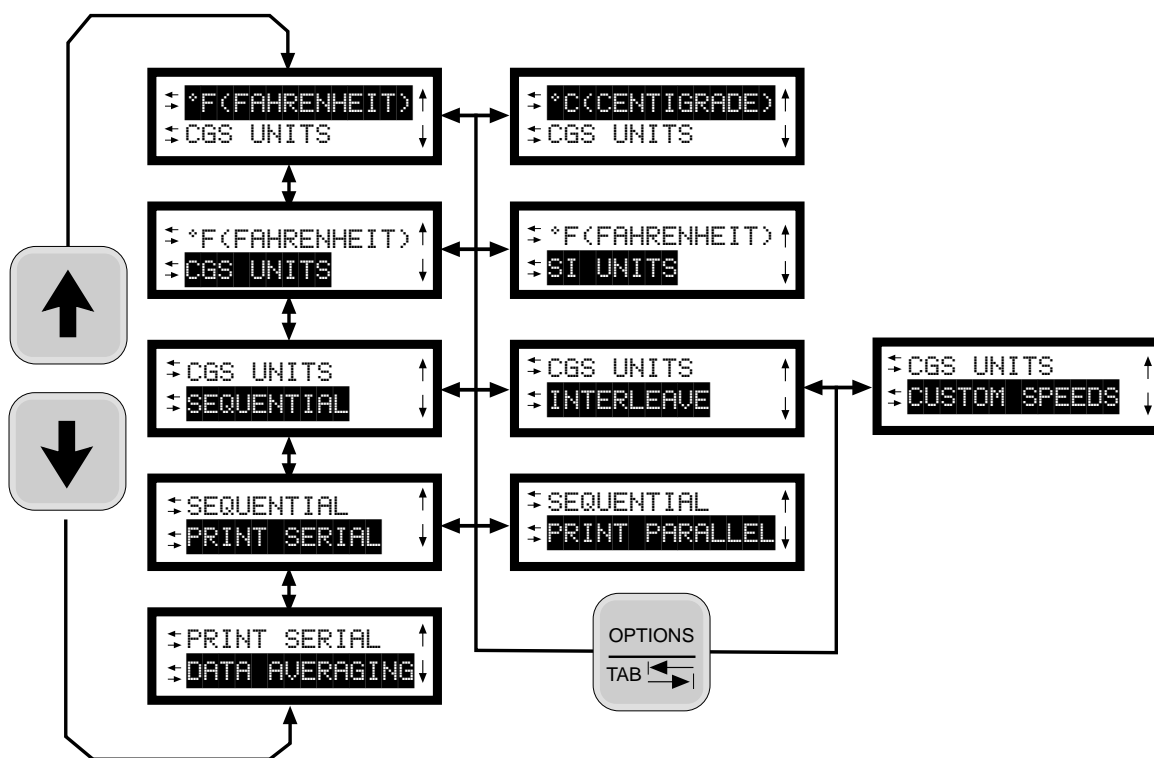 °F(FAHRENHEIT)
CGS UNITS
°C(CENTIGRADE)
CGS UNITS
°F(FAHRENHEIT)
CGS UNITS
°F(FAHRENHEIT)
SI UNITS
CGS UNITS
SEQUENTIAL
CGS UNITS
INTERLEAVE
CGS UNITS
CUSTOM SPEEDS
SEQUENTIAL
PRINT SERIAL
SEQUENTIAL
PRINT PARALLEL
PRINT SERIAL
DATA AVERAGING
OPTIONS
TAB